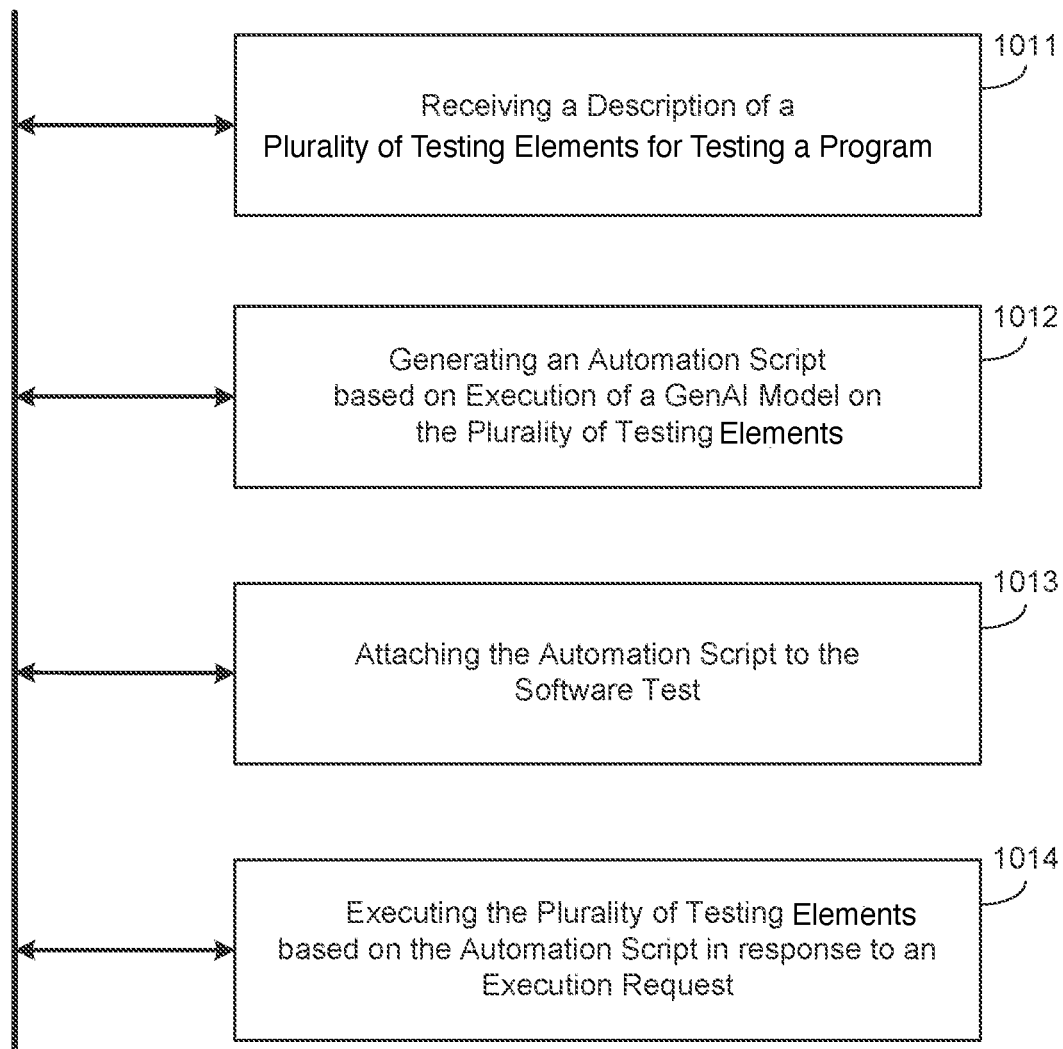 1011
Receiving a Description of a
Plurality of Testing Elements for Testing a Program
1012
Generating an Automation Script
based on Execution of a GenAI Model on
the Plurality of Testing Elements
1013
Attaching the Automation Script to the
Software Test
1014
Executing the Plurality of Testing Elements
based on the Automation Script in response to an
Execution Request